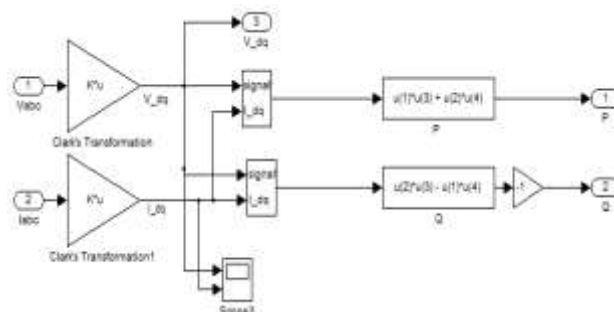 3
V_dq
1
Vabc
K*u
V_dq
Clark's Transformation
signal
I_dq
u(1)*u(3) + u(2)*u(4)
P
1
P
2
Iabc
K*u
I_dq
Clark's Transformation1
signal
I_dq
u(2)*u(3) - u(1)*u(4)
Q
-1
2
Q